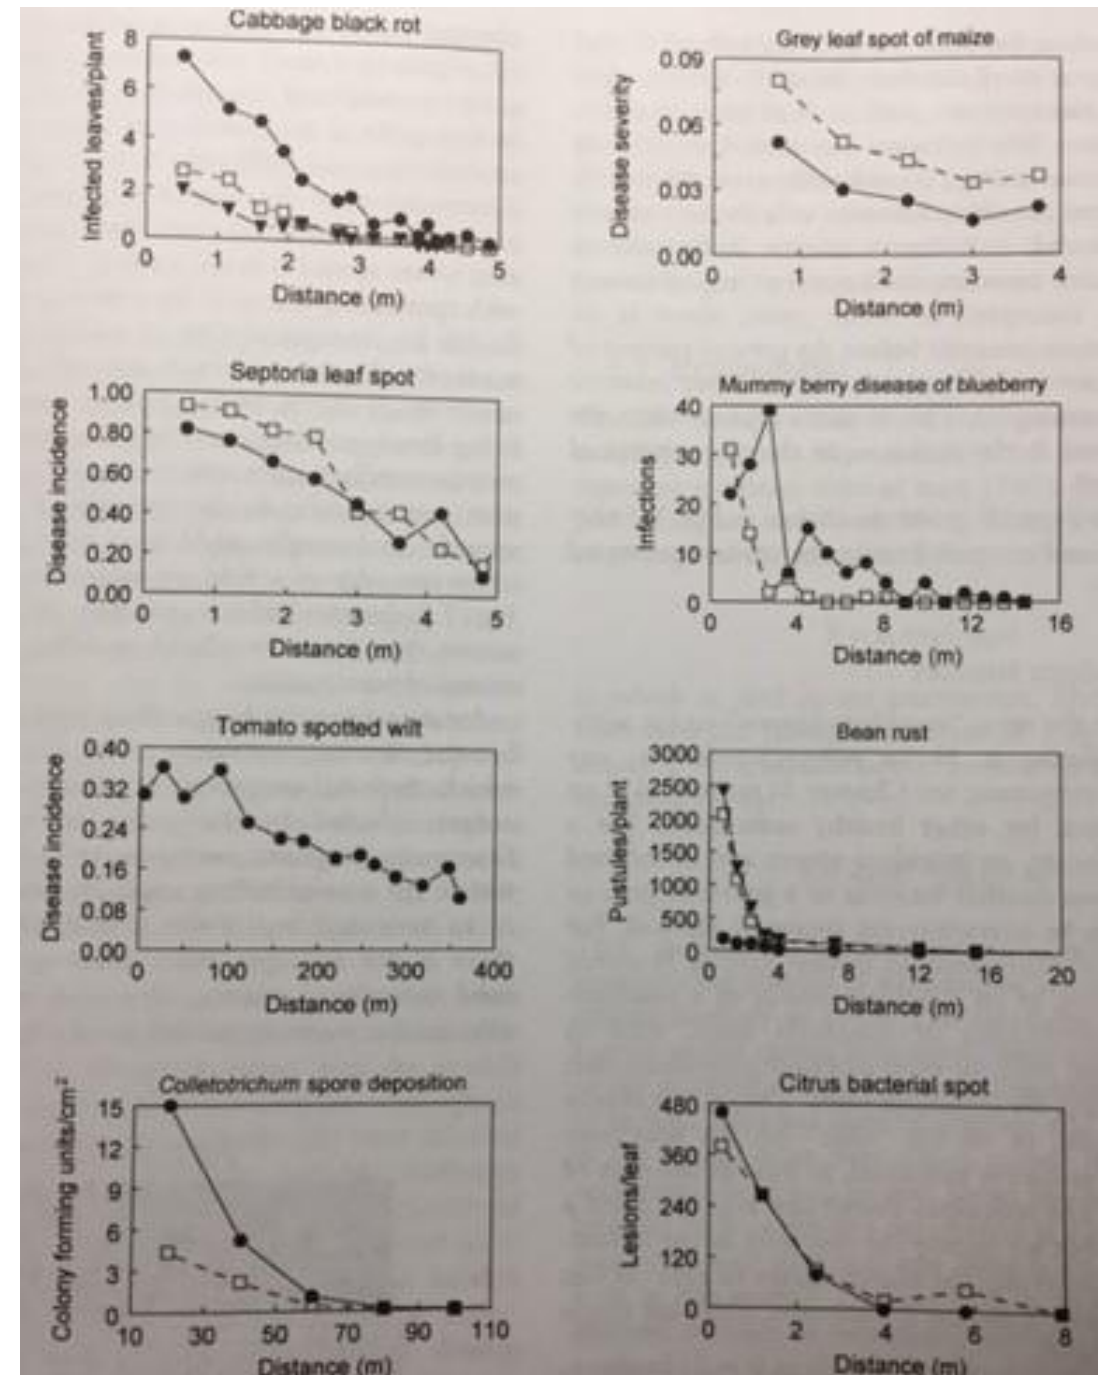 Cabbage black rot
Infected leaves/plant
8
6
4
2
0
0 1 2 3 4 5
Distance (m)
Grey leaf spot of maize
Disease severity
0.09
0.06
0.03
0.00
0 1 2 3 4
Distance (m)
Septoria leaf spot
Disease incidence
1.00
0.80
0.60
0.40
0.20
0.00
0 1 2 3 4 5
Distance (m)
Mummy berry disease of blueberry
Infections
40
30
20
10
0
0 4 8 12 16
Distance (m)
Tomato spotted wilt
Disease incidence
0.40
0.32
0.24
0.16
0.08
0.00
0 100 200 300 400
Distance (m)
Bean rust
Pustules/plant
3000
2500
2000
1500
1000
500
0
0 4 8 12 16 20
Distance (m)
Colletotrichum spore deposition
Colony forming units/cm²
15
12
9
6
3
0
10 30 50 70 90 110
Distance (m)
Citrus bacterial spot
Lesions/leaf
480
360
240
120
0
0 2 4 6 8
Distance (m)